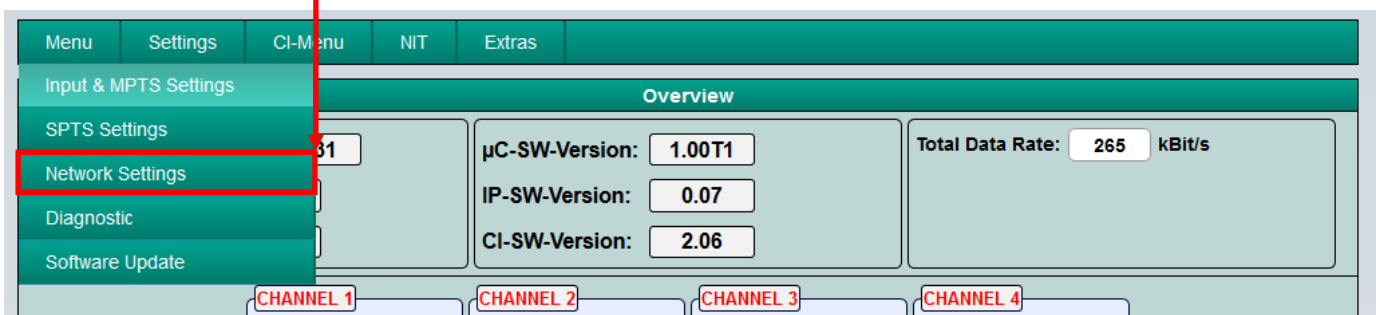 Menu Settings CI-Menu NIT Extras
Input & MPTS Settings
SPTS Settings
Network Settings
Diagnostic
Software Update
Overview
µC-SW-Version: 1.00T1
IP-SW-Version: 0.07
CI-SW-Version: 2.06
Total Data Rate: 265 kBit/s
CHANNEL 1 CHANNEL 2 CHANNEL 3 CHANNEL 4